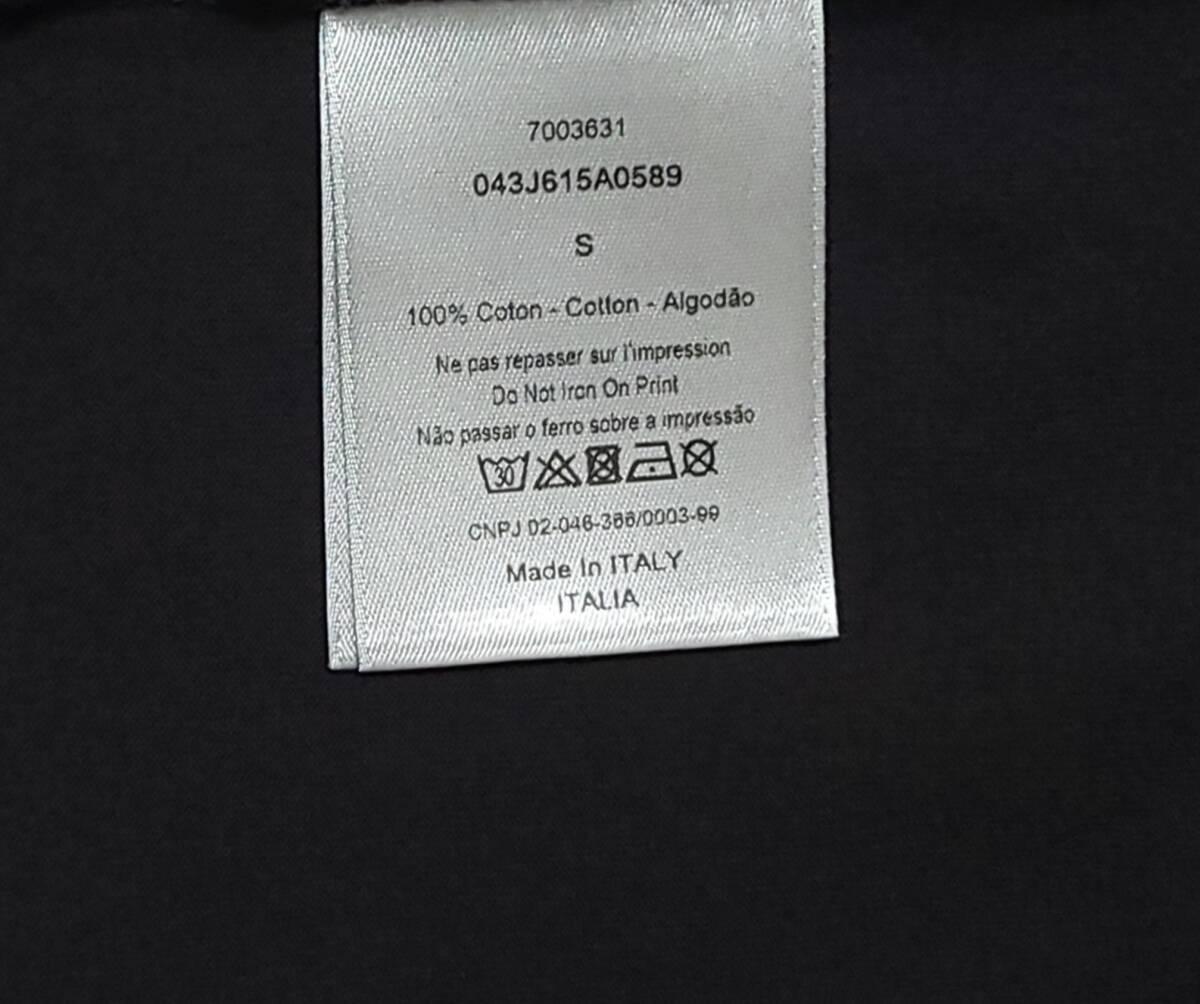 7003631
043J615A0589
S
100% Coton - Cotton - Algodão
Ne pas repasser sur l'impression
Do Not Iron On Print
Não passar o ferro sobre a impressão
30
CNPJ 02-046-366/0003-99
Made In ITALY
ITALIA